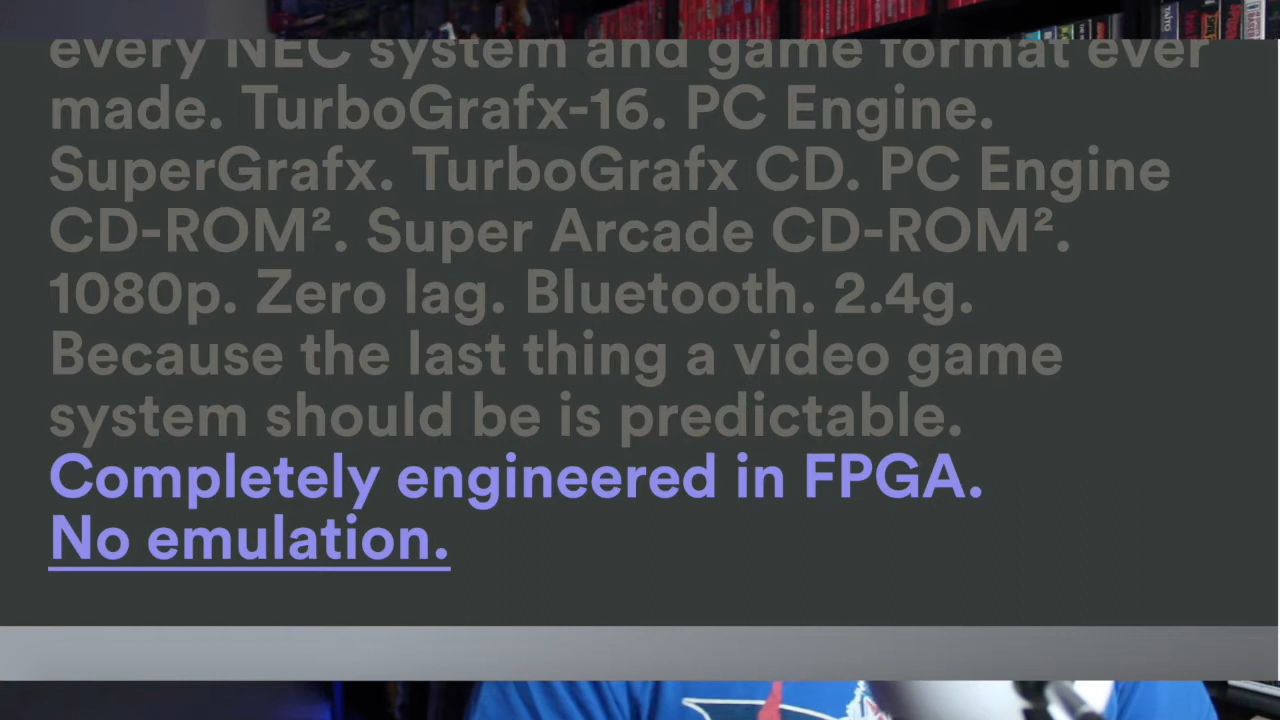 every NEC system and game format ever
made. TurboGrafx-16. PC Engine.
SuperGrafx. TurboGrafx CD. PC Engine
CD-ROM². Super Arcade CD-ROM².
1080p. Zero lag. Bluetooth. 2.4g.
Because the last thing a video game
system should be is predictable.
Completely engineered in FPGA.
No emulation.